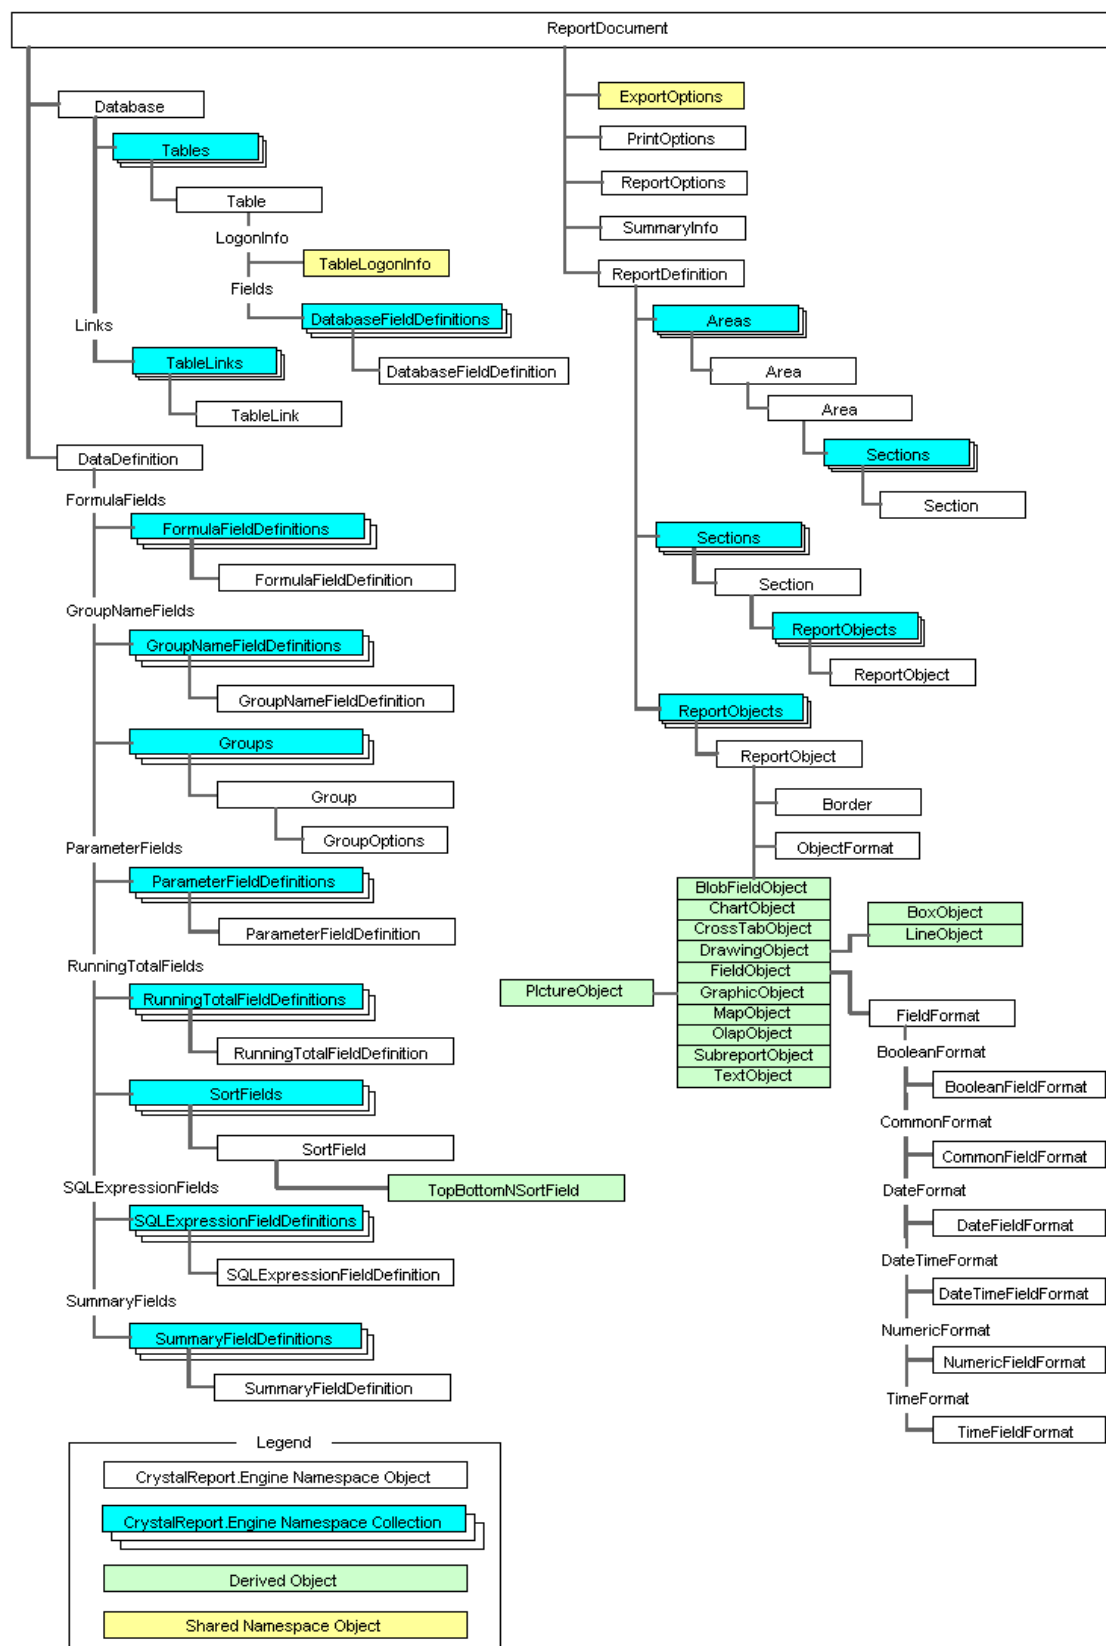 ReportDocument
Database
Tables
Table
LogonInfo
TableLogonInfo
Fields
DatabaseFieldDefinitions
DatabaseFieldDefinition
Links
TableLinks
TableLink
DataDefinition
FormulaFields
FormulaFieldDefinitions
FormulaFieldDefinition
GroupNameFields
GroupNameFieldDefinitions
GroupNameFieldDefinition
Groups
Group
GroupOptions
ParameterFields
ParameterFieldDefinitions
ParameterFieldDefinition
RunningTotalFields
RunningTotalFieldDefinitions
RunningTotalFieldDefinition
SortFields
SortField
TopBottomNSortField
SQLExpressionFields
SQLExpressionFieldDefinitions
SQLExpressionFieldDefinition
SummaryFields
SummaryFieldDefinitions
SummaryFieldDefinition
ExportOptions
PrintOptions
ReportOptions
SummaryInfo
ReportDefinition
Areas
Area
Area
Sections
Section
Sections
Section
ReportObjects
ReportObject
ReportObjects
ReportObject
Border
ObjectFormat
BlobFieldObject
ChartObject
CrossTabObject
DrawingObject
FieldObject
GraphicObject
MapObject
OlapObject
SubreportObject
TextObject
PIctureObject
BoxObject
LineObject
FieldFormat
BooleanFormat
BooleanFieldFormat
CommonFormat
CommonFieldFormat
DateFormat
DateFieldFormat
DateTimeFormat
DateTimeFieldFormat
NumericFormat
NumericFieldFormat
TimeFormat
TimeFieldFormat
Legend
CrystalReport.Engine Namespace Object
CrystalReport.Engine Namespace Collection
Derived Object
Shared Namespace Object